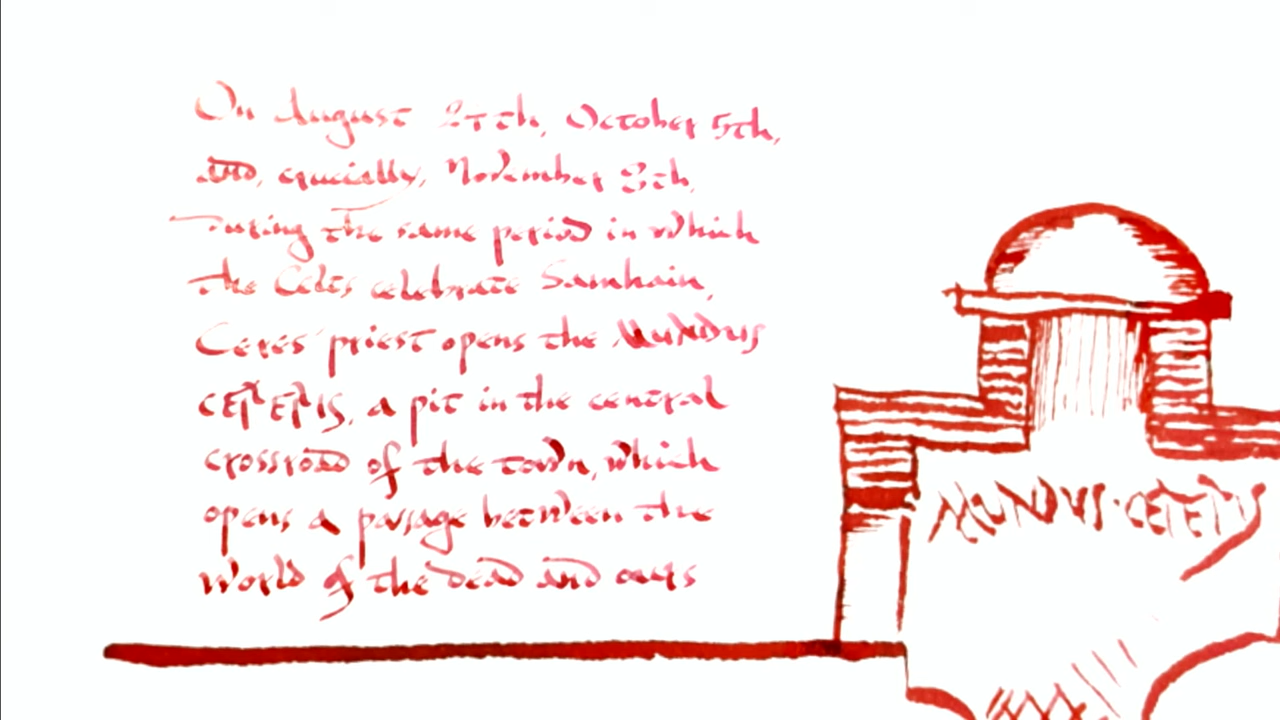 On August 24th, October 5th,
and, crucially, November 8th,
During the same period in which
the Celts celebrate Samhain,
Ceres' priest opens the MUNDUS
CERERIS, a pit in the central
crossroad of the town, which
opens a passage between the
world of the dead and ours
MUNDUS·CERERIS